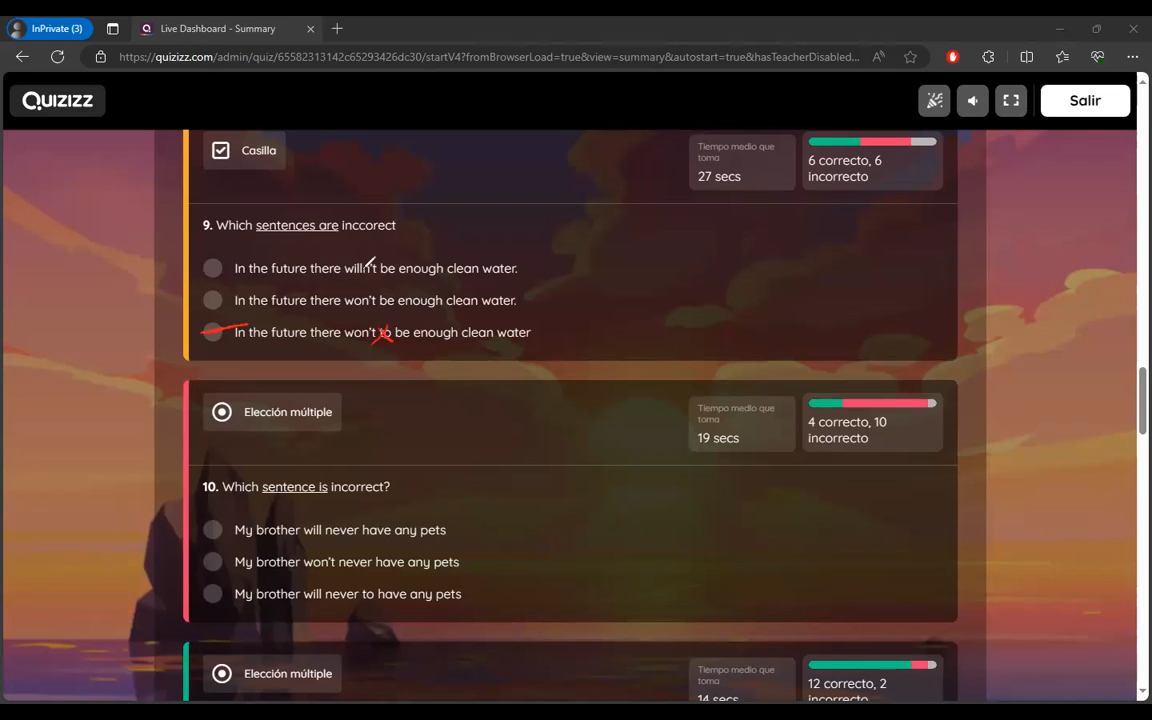 InPrivate (3)
Live Dashboard - Summary
https://quizizz.com/admin/quiz/65582313142c65293426dc30/startV4?fromBrowserLoad=true&view=summary&autostart=true&hasTeacherDisabled...
QUIZIZZ
Salir
Casilla
Tiempo medio que toma
27 secs
6 correcto, 6
incorrecto
9. Which sentences are inccorect
In the future there willn't be enough clean water.
In the future there won't be enough clean water.
In the future there won't to be enough clean water
Elección múltiple
Tiempo medio que toma
19 secs
4 correcto, 10
incorrecto
10. Which sentence is incorrect?
My brother will never have any pets
My brother won't never have any pets
My brother will never to have any pets
Elección múltiple
Tiempo medio que toma
14 secs
12 correcto, 2
incorrecto